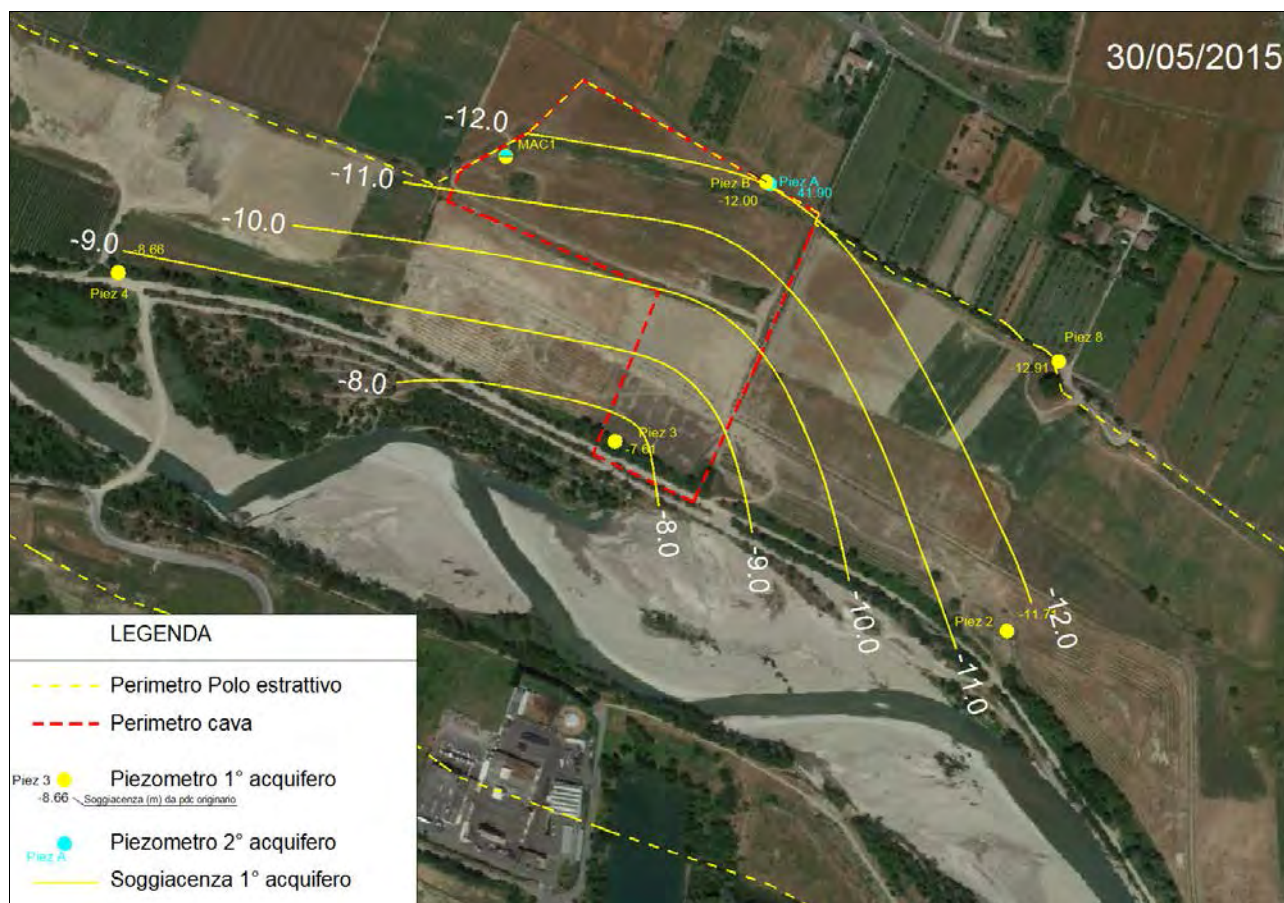 30/05/2015
-12.0
MAC1
-11.0
Piez B
Piez A
-12.00
41.90
-10.0
-9.0
-8.66
Piez 4
Piez 8
-12.91
-8.0
Piez 3
-7.61
-8.0
-9.0
-10.0
-11.0
-12.0
Piez 2
-11.71
LEGENDA
Perimetro Polo estrattivo
Perimetro cava
Piez 3
Piezometro 1° acquifero
-8.66
Soggiacenza (m) da pdc originario
Piezometro 2° acquifero
Piez A
Soggiacenza 1° acquifero